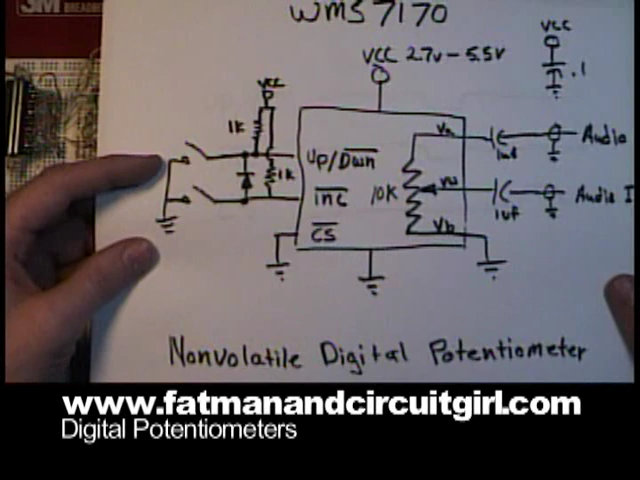 3M
WMS7170
VCC 2.7V-5.5V
VCC
.1
VCC
1K
1K
Up/Down
INC
CS
10K
Va
Vw
Vb
1uf
Audio
1uF
Audio I
Nonvolatile Digital Potentiometer
www.fatmanandcircuitgirl.com
Digital Potentiometers